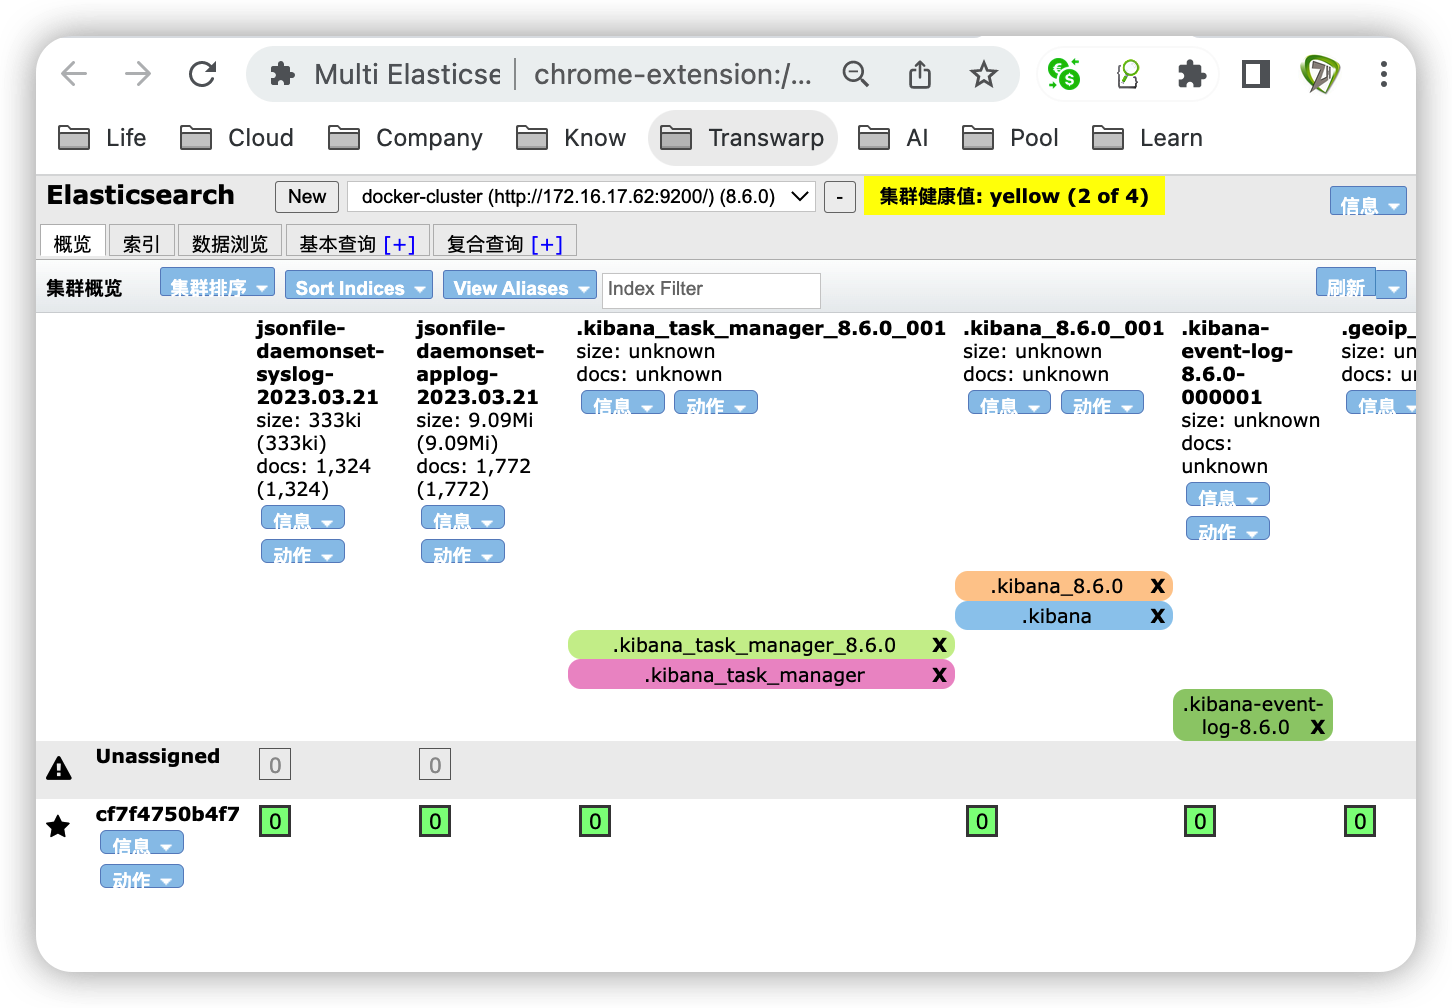 Multi Elasticse
chrome-extension:/...
Life
Cloud
Company
Know
Transwarp
AI
Pool
Learn
Elasticsearch
New
docker-cluster (http://172.16.17.62:9200/) (8.6.0)
-
集群健康值: yellow (2 of 4)
信息
概览
索引
数据浏览
基本查询 [+]
复合查询 [+]
集群概览
集群排序
Sort Indices
View Aliases
Index Filter
刷新
jsonfile-
daemonset-
syslog-
2023.03.21
size: 333ki
(333ki)
docs: 1,324
(1,324)
信息
动作
jsonfile-
daemonset-
applog-
2023.03.21
size: 9.09Mi
(9.09Mi)
docs: 1,772
(1,772)
信息
动作
.kibana_task_manager_8.6.0_001
size: unknown
docs: unknown
信息
动作
.kibana_8.6.0_001
size: unknown
docs: unknown
信息
动作
.kibana-
event-log-
8.6.0-
000001
size: unknown
docs:
unknown
信息
动作
.geoip_
size: un
docs: u
信息
.kibana_8.6.0 X
.kibana X
.kibana_task_manager_8.6.0 X
.kibana_task_manager X
.kibana-event-
log-8.6.0 X
Unassigned
0
0
cf7f4750b4f7
信息
动作
0
0
0
0
0
0